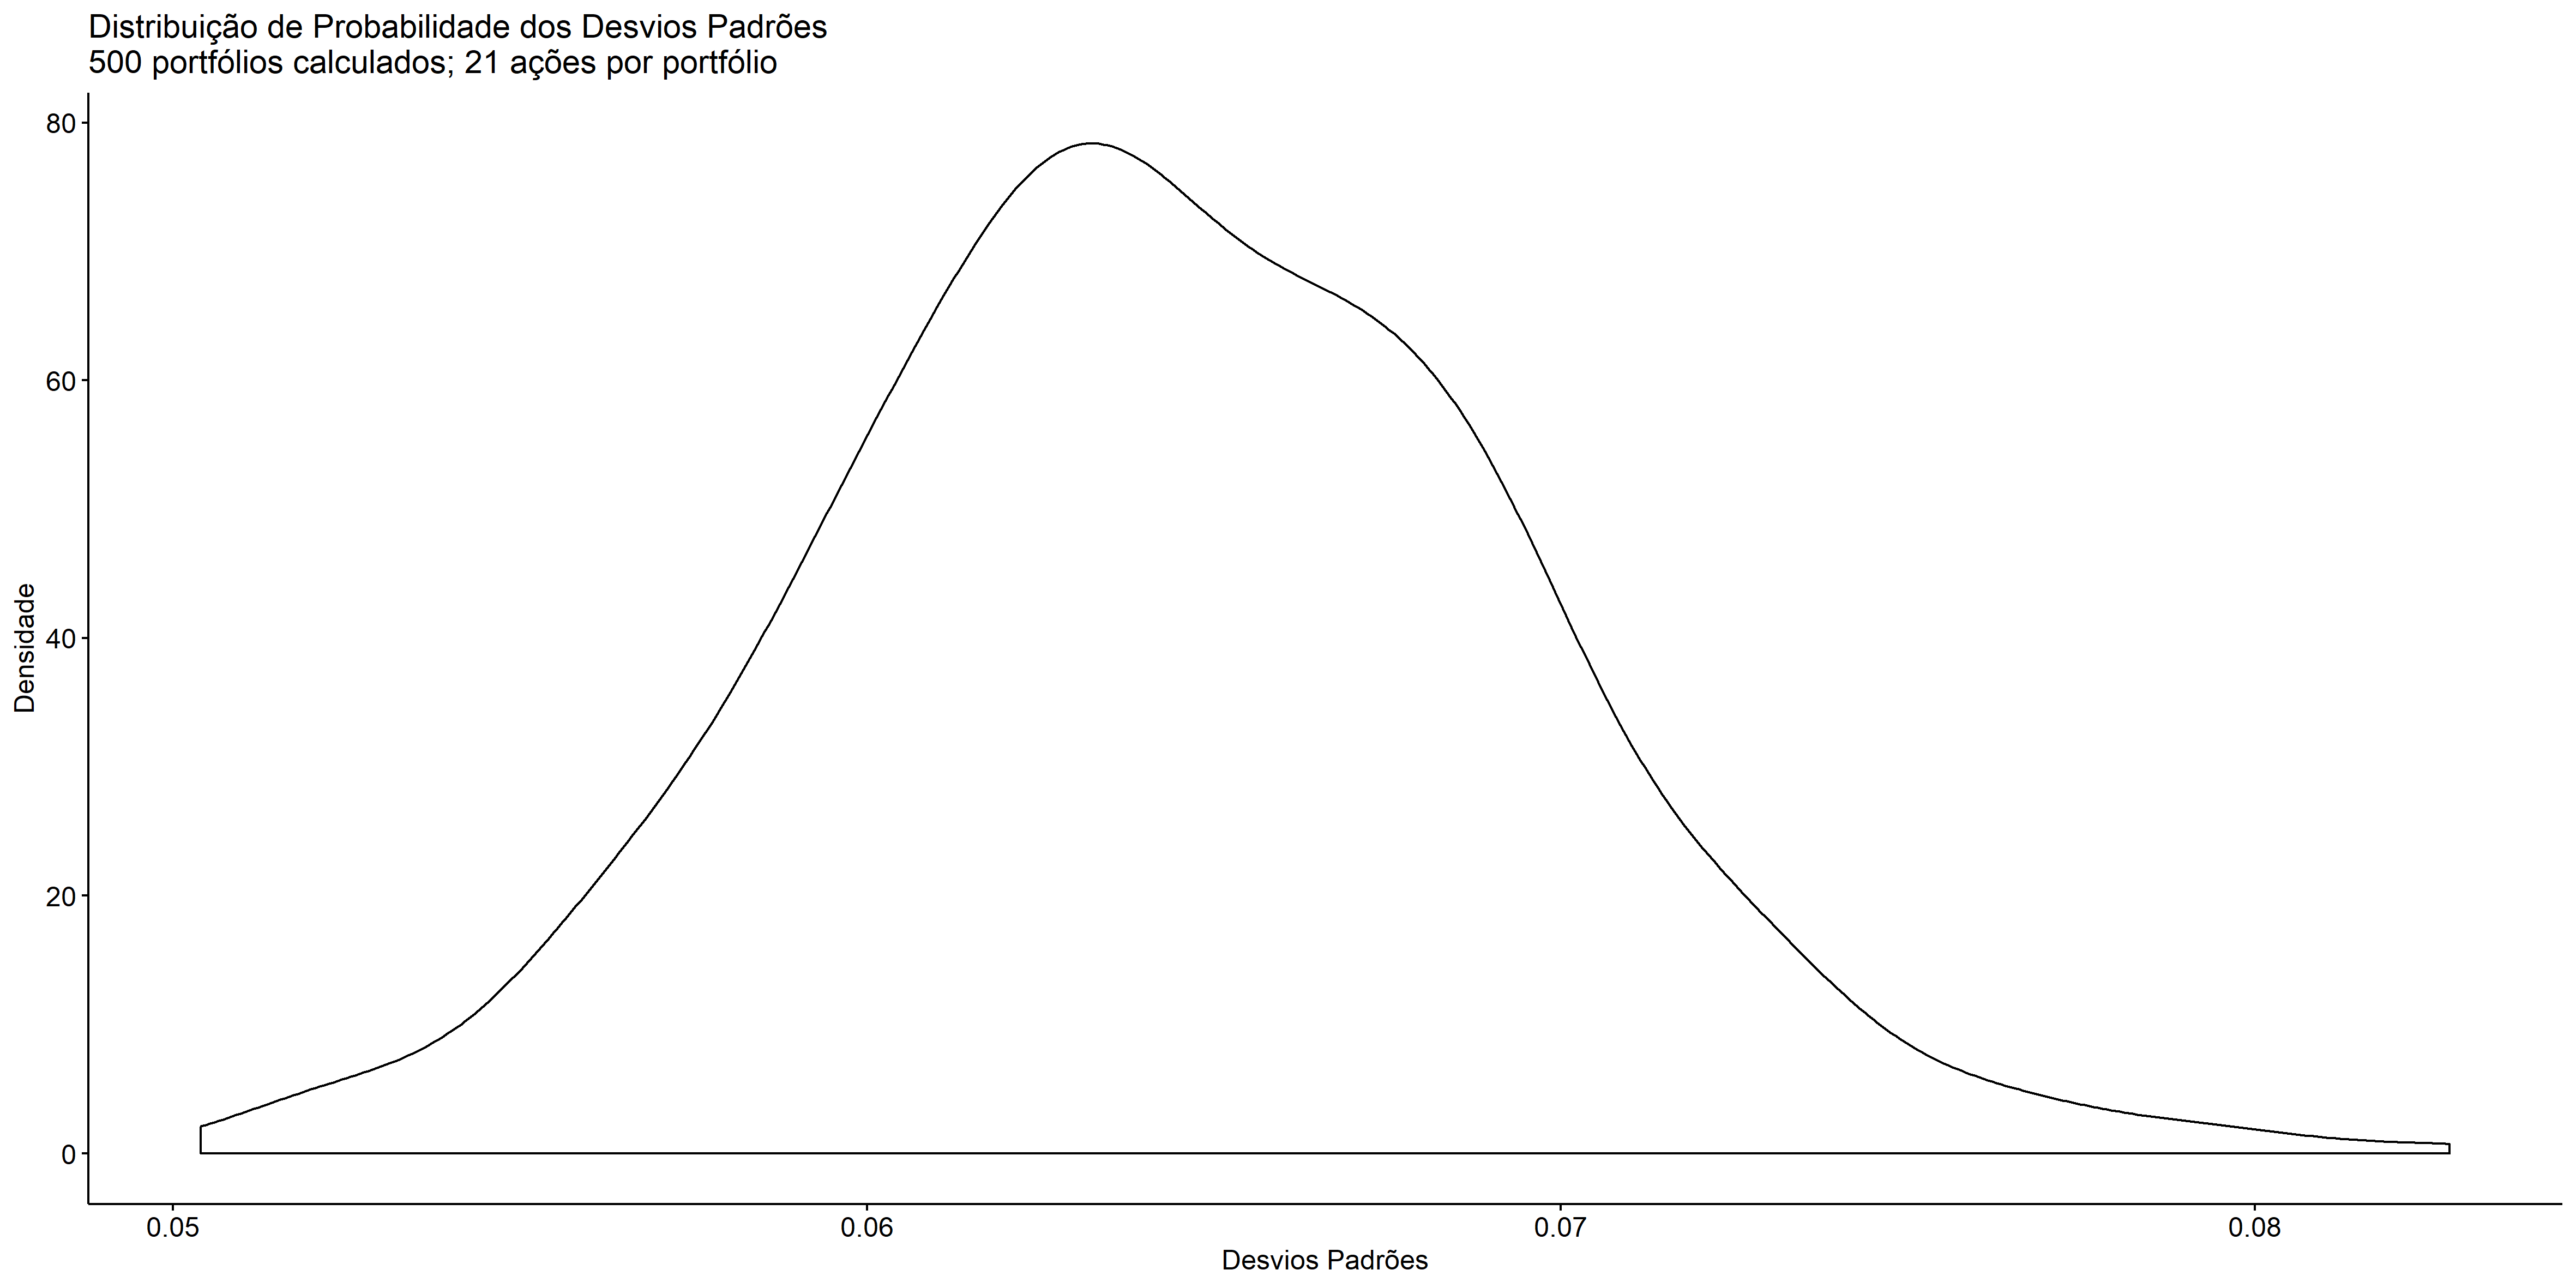 Distribuição de Probabilidade dos Desvios Padrões
500 portfólios calculados; 21 ações por portfólio
80
60
40
20
0
Densidade
0.05
0.06
0.07
0.08
Desvios Padrões